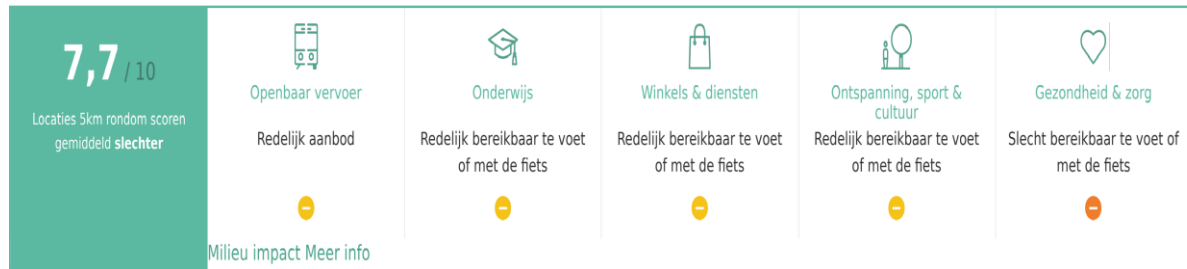 7,7 / 10
Locaties 5km rondom scoren
gemiddeld slechter
Openbaar vervoer
Redelijk aanbod
Onderwijs
Redelijk bereikbaar te voet
of met de fiets
Winkels & diensten
Redelijk bereikbaar te voet
of met de fiets
Ontspanning, sport &
cultuur
Redelijk bereikbaar te voet
of met de fiets
Gezondheid & zorg
Slecht bereikbaar te voet of
met de fiets
Milieu impact Meer info